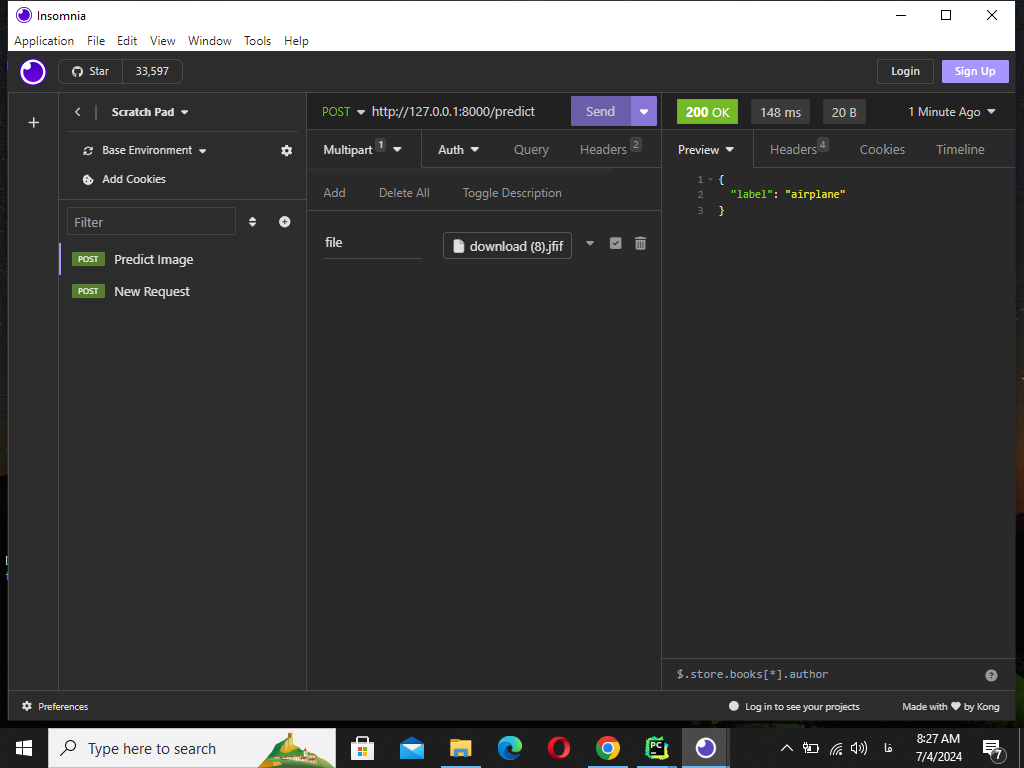 Insomnia
Application File Edit View Window Tools Help
Star 33,597 Login Sign Up
Scratch Pad POST http://127.0.0.1:8000/predict Send 200 OK 148 ms 20 B 1 Minute Ago
Base Environment Multipart 1 Auth Query Headers 2 Preview Headers 4 Cookies Timeline
Add Cookies Add Delete All Toggle Description
1 {
2 "label": "airplane"
3 }
Filter
file download (8).jfif
POST Predict Image
POST New Request
$.store.books[*].author ?
Preferences Log in to see your projects Made with ❤ by Kong
Type here to search PC فا 8:27 AM
7/4/2024 7